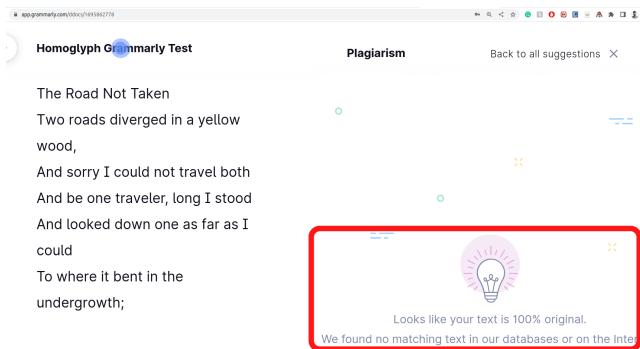 app.grammarly.com/ddocs/1695862778
Homoglyph Grammarly Test
Plagiarism
Back to all suggestions
The Road Not Taken
Two roads diverged in a yellow
wood,
And sorry I could not travel both
And be one traveler, long I stood
And looked down one as far as I
could
To where it bent in the
undergrowth;
Looks like your text is 100% original.
We found no matching text in our databases or on the Inter